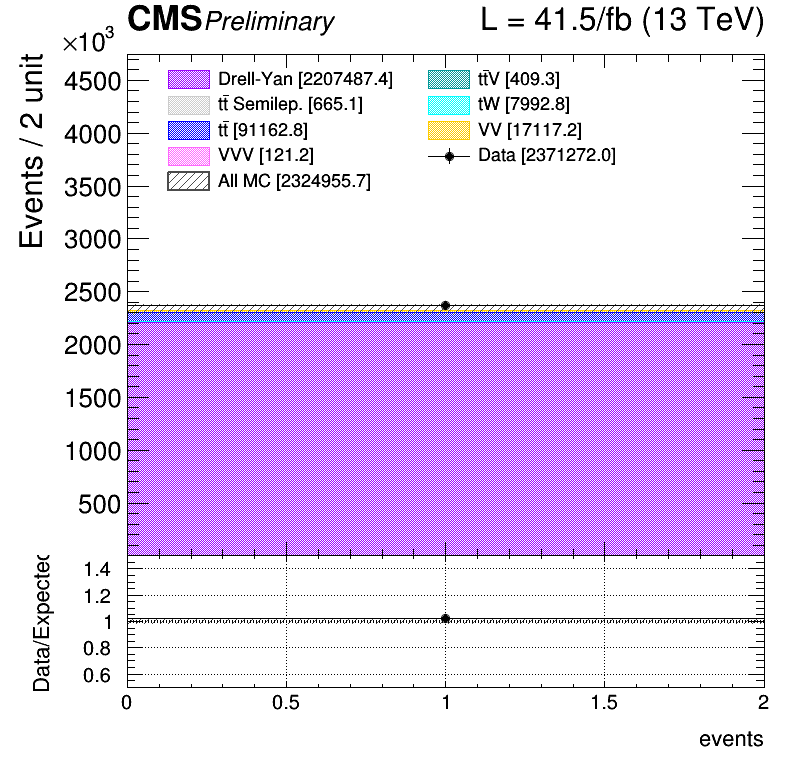 CMS Preliminary L = 41.5/fb (13 TeV)
×10³
Events / 2 unit
4500
4000
3500
3000
2500
2000
1500
1000
500
Drell-Yan [2207487.4]
tt̄ Semilep. [665.1]
tt̄ [91162.8]
VVV [121.2]
All MC [2324955.7]
tt̄V [409.3]
tW [7992.8]
VV [17117.2]
Data [2371272.0]
Data/Expected
1.4
1.2
1
0.8
0.6
0 0.5 1 1.5 2
events